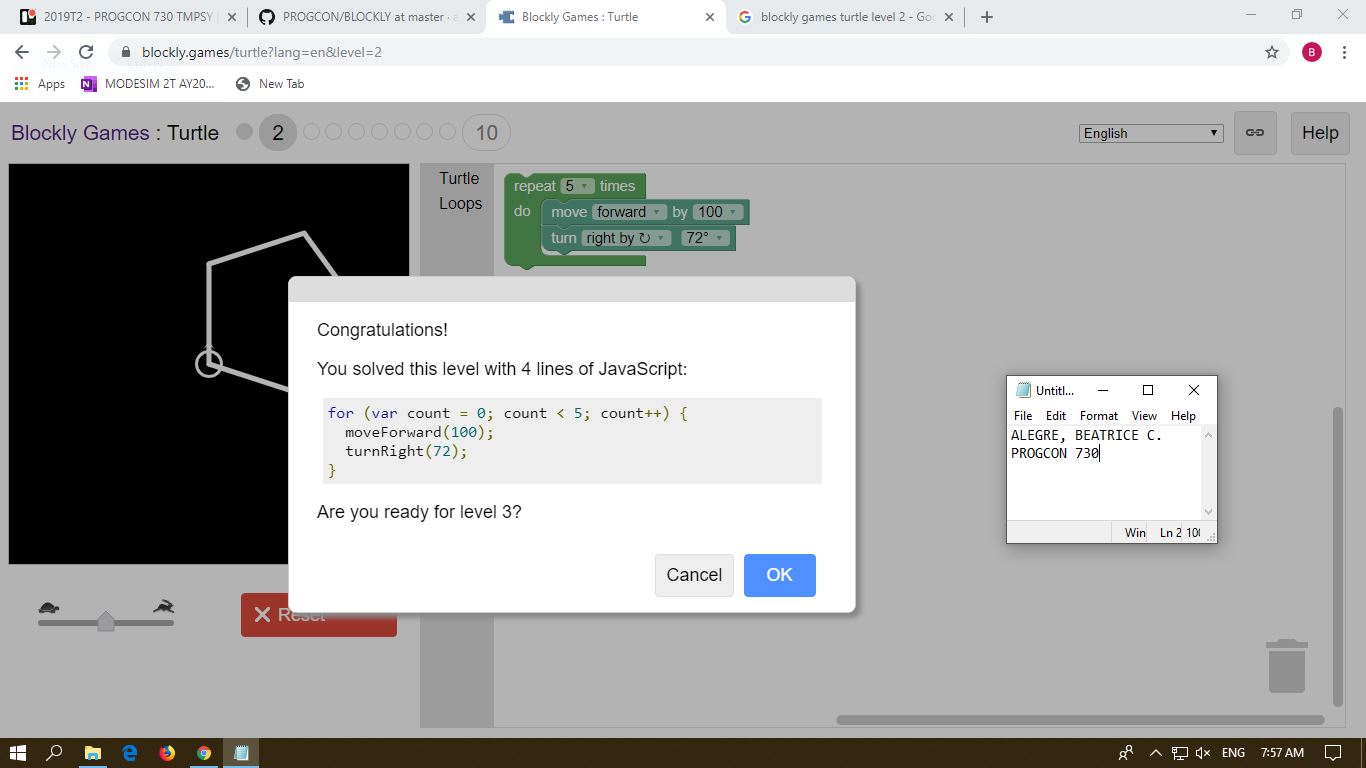 2019T2 - PROGCON 730 TMPSY
PROGCON/BLOCKLY at master ·
Blockly Games : Turtle
blockly games turtle level 2 - Goo
blockly.games/turtle?lang=en&level=2
B
Apps
MODESIM 2T AY20...
New Tab
Blockly Games : Turtle
2
10
English
Help
Turtle
Loops
repeat 5 times
do move forward by 100
turn right by ↻ 72°
Congratulations!
You solved this level with 4 lines of JavaScript:
for (var count = 0; count < 5; count++) {
moveForward(100);
turnRight(72);
}
Are you ready for level 3?
Cancel
OK
Reset
Untitl...
File Edit Format View Help
ALEGRE, BEATRICE C.
PROGCON 730
Win
Ln 2
100
ENG
7:57 AM